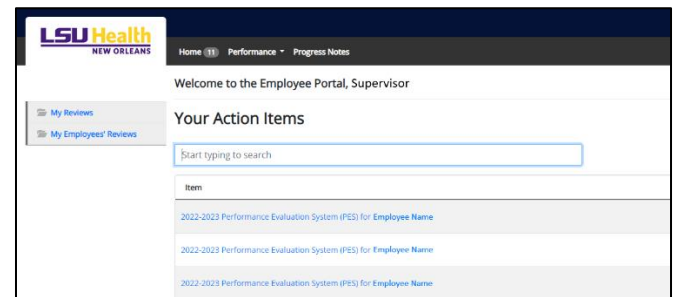 LSU Health
NEW ORLEANS
Home 11 Performance Progress Notes
Welcome to the Employee Portal, Supervisor
My Reviews
My Employees' Reviews
Your Action Items
Start typing to search
Item
2022-2023 Performance Evaluation System (PES) for Employee Name
2022-2023 Performance Evaluation System (PES) for Employee Name
2022-2023 Performance Evaluation System (PES) for Employee Name